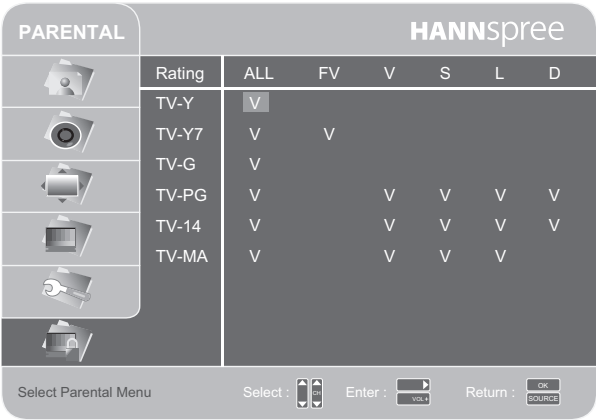 PARENTAL
HANNspree
Rating ALL FV V S L D
TV-Y V
TV-Y7 V V
TV-G V
TV-PG V V V V V
TV-14 V V V V V
TV-MA V V V V
Select Parental Menu Select : CH Enter : VOL+ Return : OK SOURCE